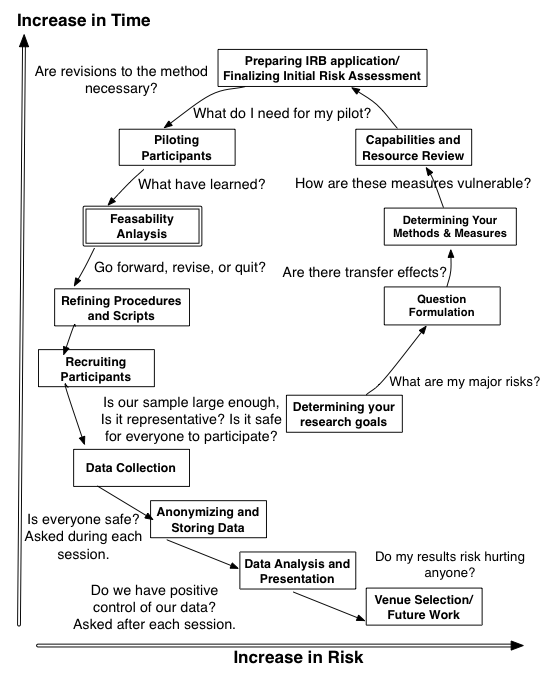 Increase in Time
Preparing IRB application/
Finalizing Initial Risk Assessment
Are revisions to the method
necessary?
What do I need for my pilot?
Piloting
Participants
Capabilities and
Resource Review
What have learned?
How are these measures vulnerable?
Feasability
Anlaysis
Determining Your
Methods & Measures
Go forward, revise, or quit?
Are there transfer effects?
Refining Procedures
and Scripts
Question
Formulation
Recruiting
Participants
What are my major risks?
Is our sample large enough,
Is it representative? Is it safe
for everyone to participate?
Determining your
research goals
Data Collection
Is everyone safe?
Asked during each
session.
Anonymizing and
Storing Data
Data Analysis and
Presentation
Do my results risk hurting
anyone?
Do we have positive
control of our data?
Asked after each session.
Venue Selection/
Future Work
Increase in Risk